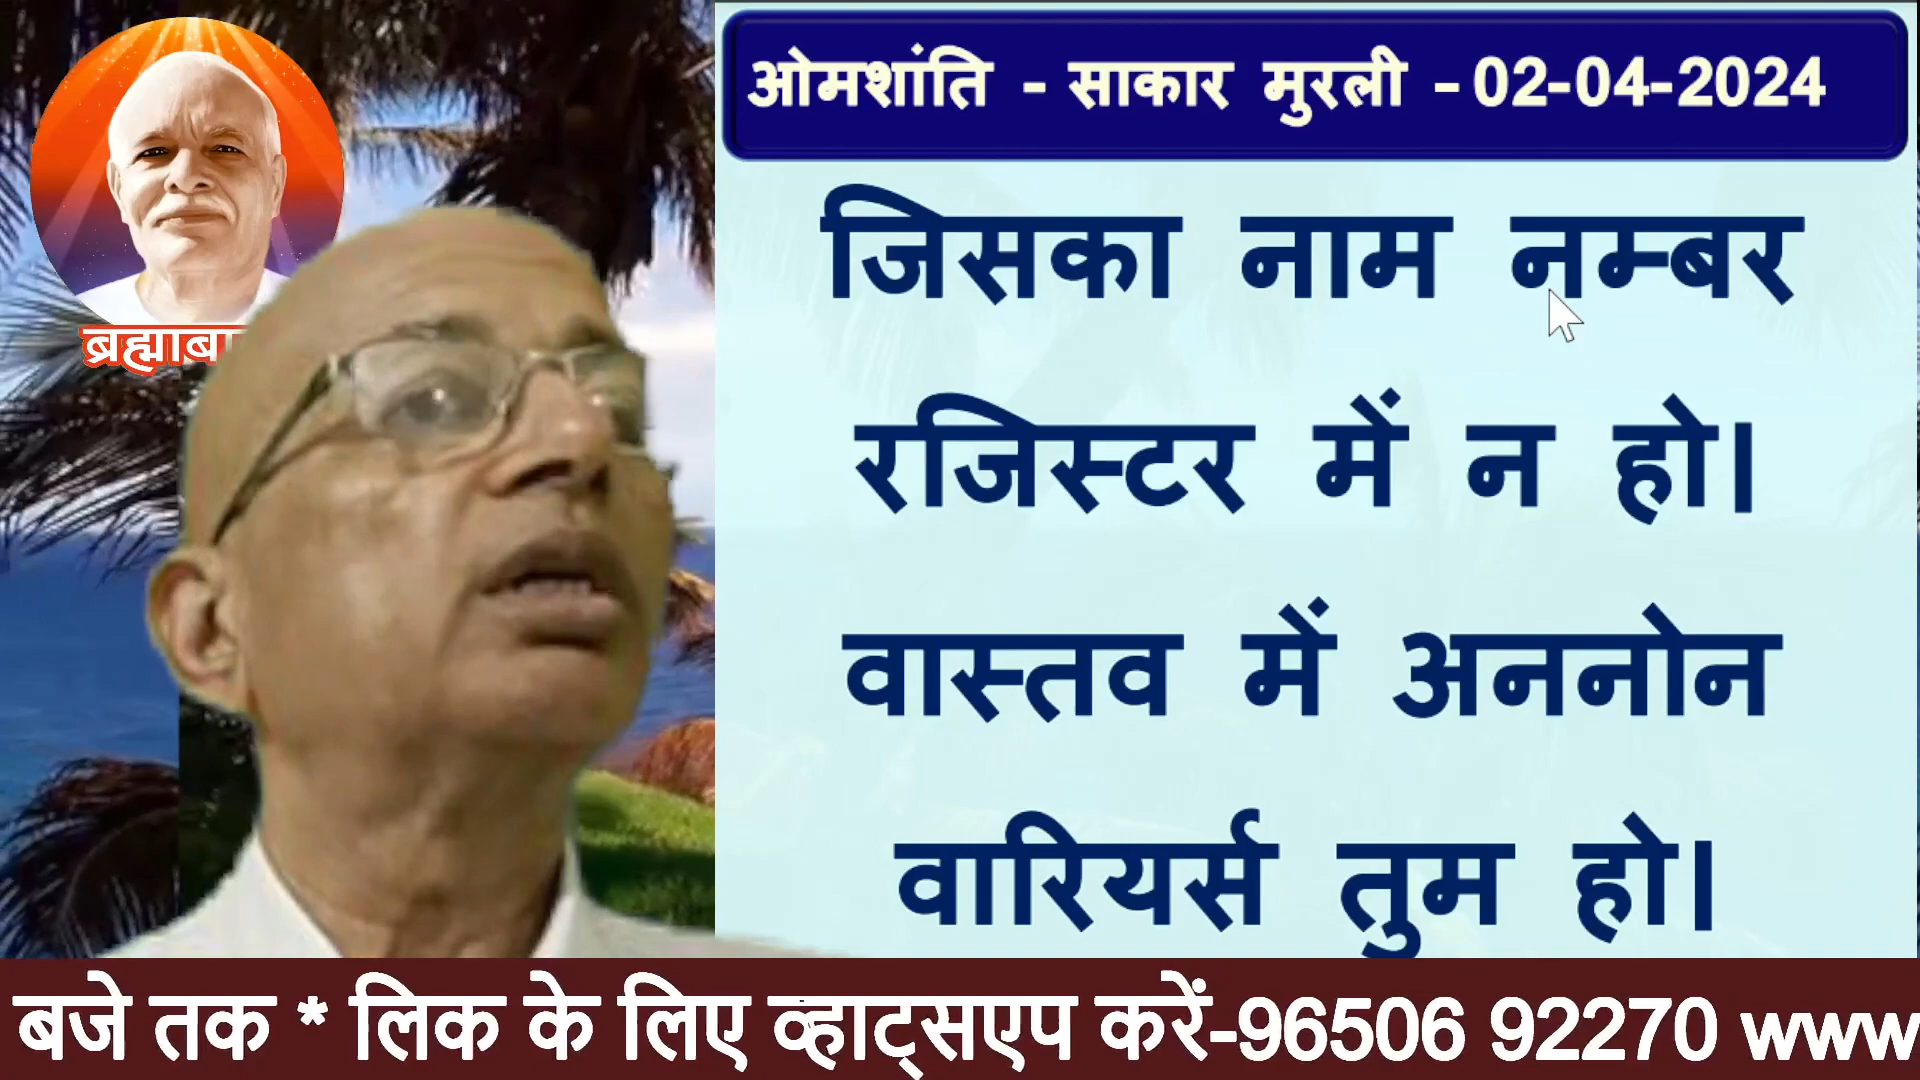 ओमशांति - साकार मुरली - 02-04-2024
जिसका नाम नम्बर
रजिस्टर में न हो।
वास्तव में अननोन
वारियर्स तुम हो।
बजे तक * लिंक के लिए व्हाट्सएप करें-96506 92270 www